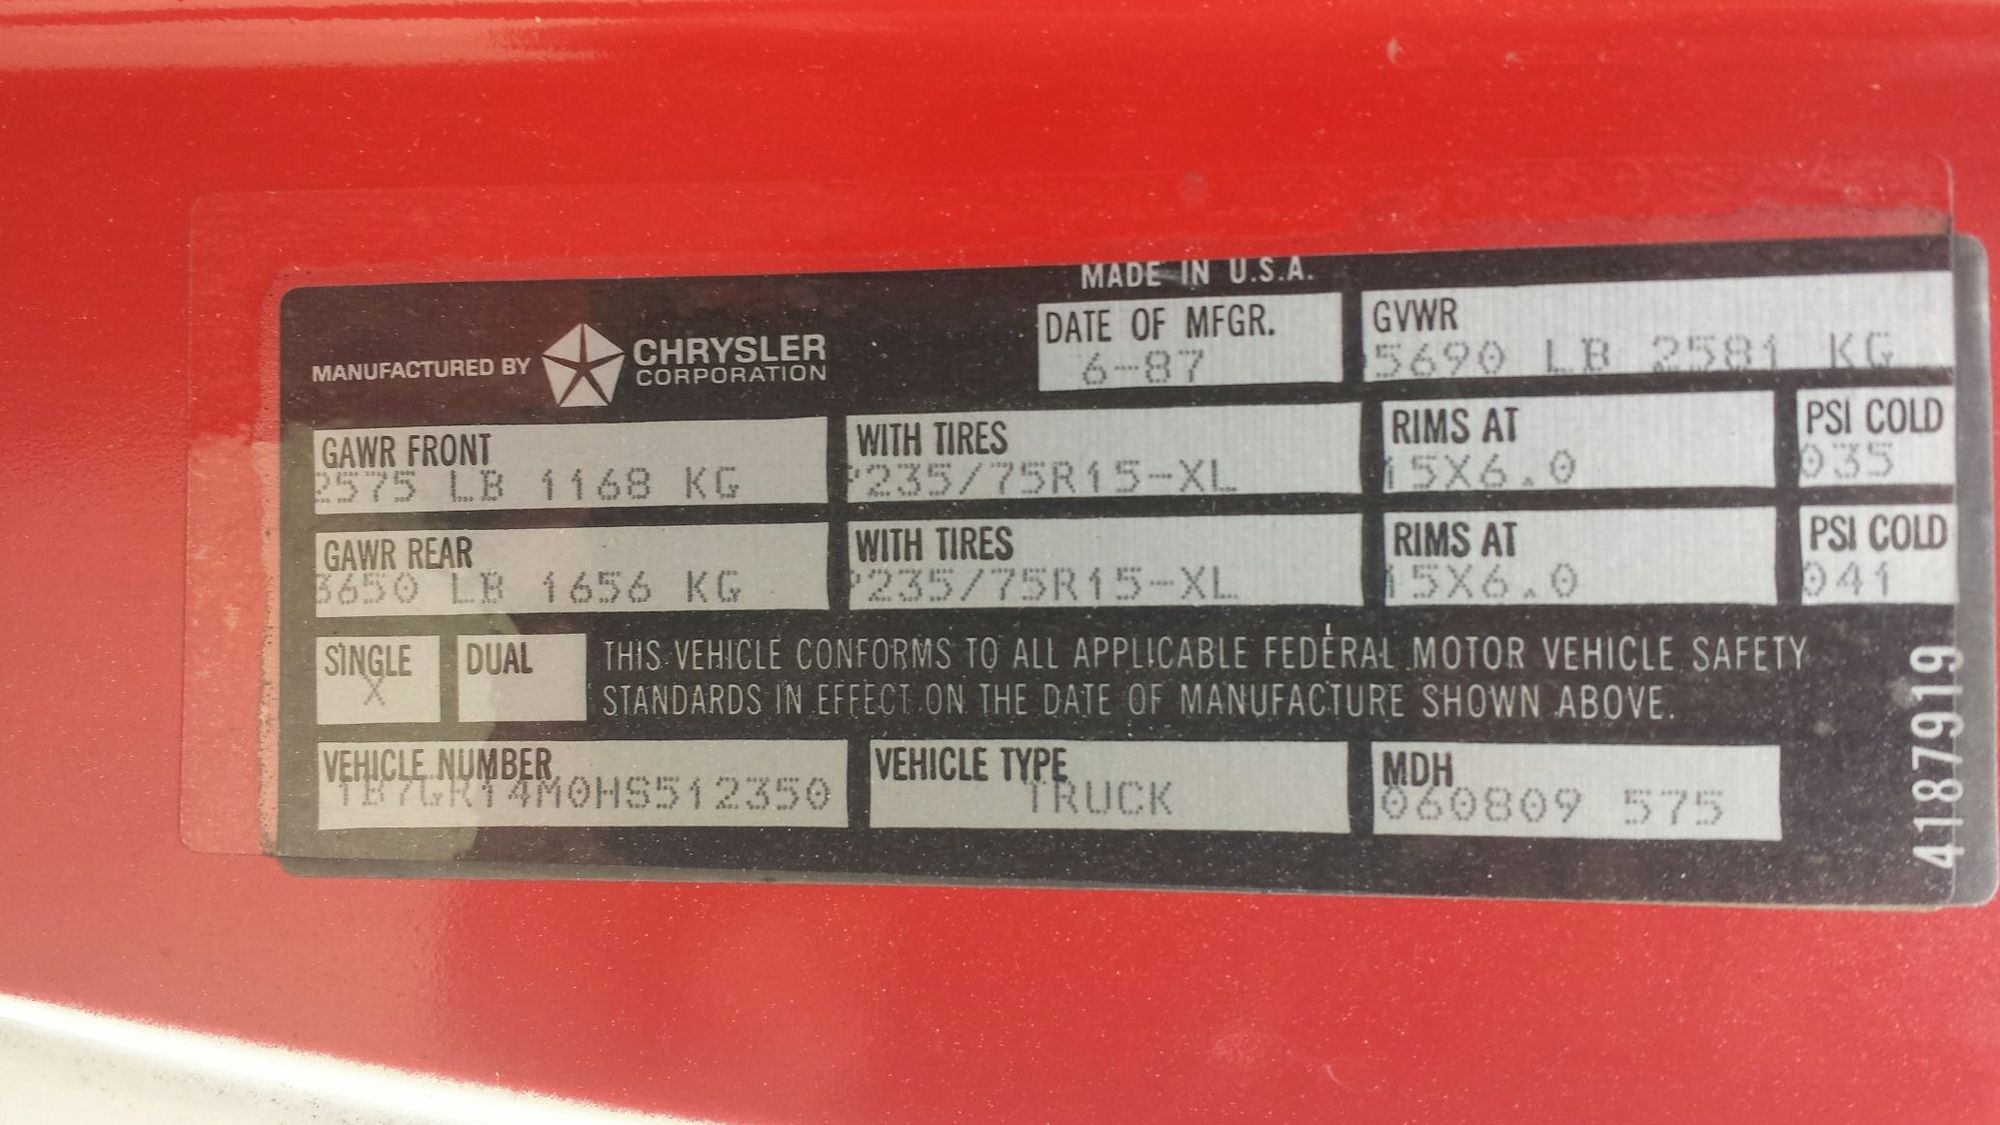 MADE IN U.S.A.
MANUFACTURED BY CHRYSLER CORPORATION
DATE OF MFGR.
6-87
GVWR
5690 LB 2581 KG
GAWR FRONT
2575 LB 1168 KG
WITH TIRES
P235/75R15-XL
RIMS AT
15X6.0
PSI COLD
035
GAWR REAR
3650 LB 1656 KG
WITH TIRES
P235/75R15-XL
RIMS AT
15X6.0
PSI COLD
041
SINGLE
X
DUAL
THIS VEHICLE CONFORMS TO ALL APPLICABLE FEDERAL MOTOR VEHICLE SAFETY
STANDARDS IN EFFECT ON THE DATE OF MANUFACTURE SHOWN ABOVE.
VEHICLE NUMBER
1B7GR14M0HS512350
VEHICLE TYPE
TRUCK
MDH
060809 575
4187919